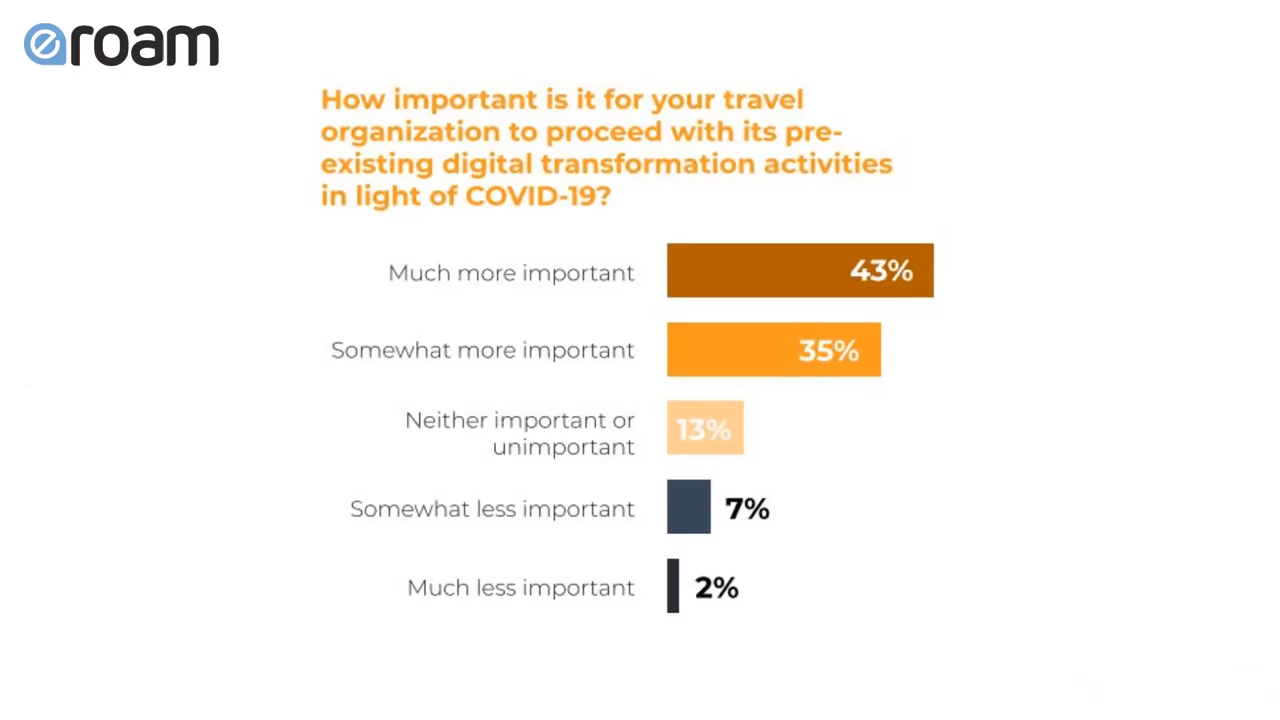 eroam
How important is it for your travel
organization to proceed with its pre-
existing digital transformation activities
in light of COVID-19?
Much more important
43%
Somewhat more important
35%
Neither important or
unimportant
13%
Somewhat less important
7%
Much less important
2%